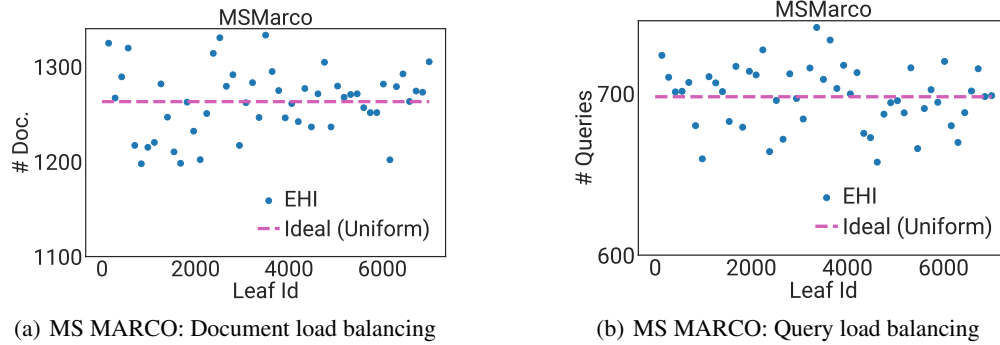 MSMarco
# Doc.
1300
1200
1100
EHI
Ideal (Uniform)
0 2000 4000 6000
Leaf Id
(a) MS MARCO: Document load balancing
MSMarco
# Queries
700
600
EHI
Ideal (Uniform)
0 2000 4000 6000
Leaf Id
(b) MS MARCO: Query load balancing